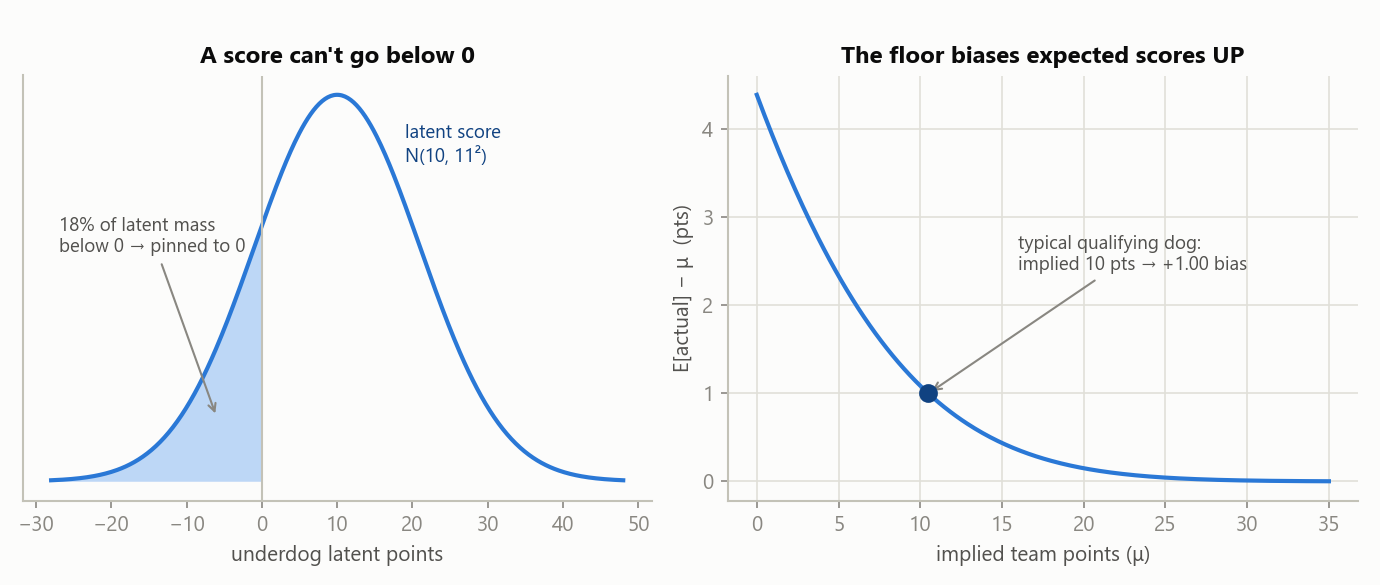 A score can't go below 0
latent score
N(10, 11²)
18% of latent mass
below 0 → pinned to 0
−30 −20 −10 0 10 20 30 40 50
underdog latent points
The floor biases expected scores UP
E[actual] − μ (pts)
4
3
2
1
0
typical qualifying dog:
implied 10 pts → +1.00 bias
0 5 10 15 20 25 30 35
implied team points (μ)